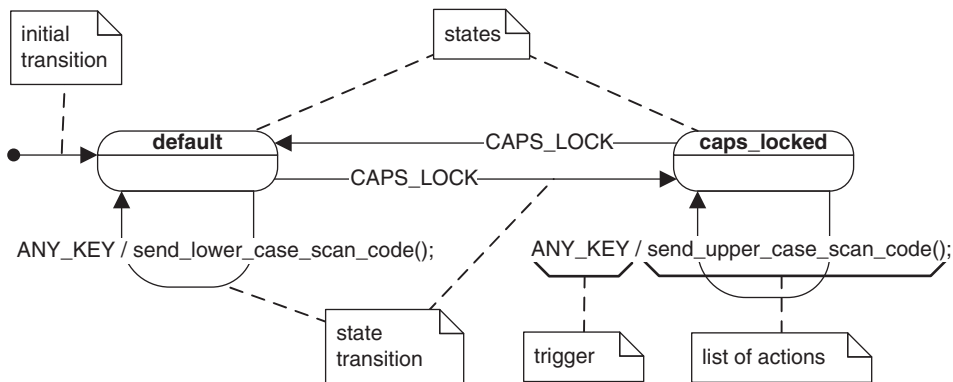 initial
transition
states
default
caps_locked
CAPS_LOCK
CAPS_LOCK
ANY_KEY / send_lower_case_scan_code();
ANY_KEY / send_upper_case_scan_code();
state
transition
trigger
list of actions